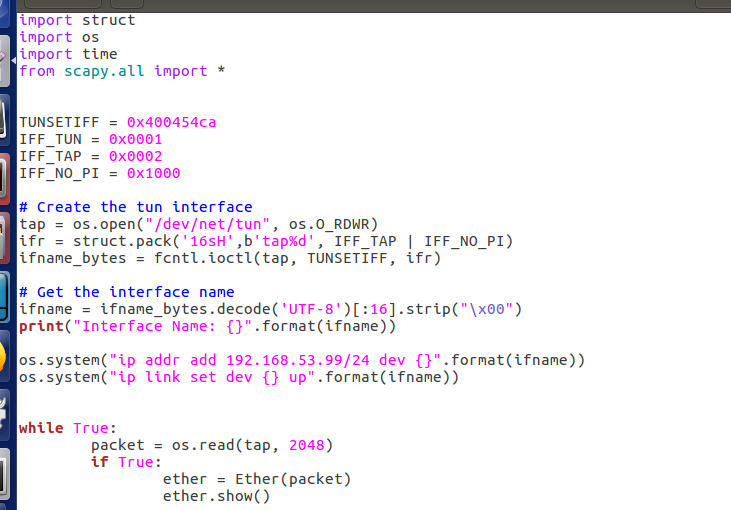 import struct
import os
import time
from scapy.all import *
TUNSETIFF = 0x400454ca
IFF_TUN = 0x0001
IFF_TAP = 0x0002
IFF_NO_PI = 0x1000
# Create the tun interface
tap = os.open("/dev/net/tun", os.O_RDWR)
ifr = struct.pack('16sH',b'tap%d', IFF_TAP | IFF_NO_PI)
ifname_bytes = fcntl.ioctl(tap, TUNSETIFF, ifr)
# Get the interface name
ifname = ifname_bytes.decode('UTF-8')[:16].strip("\x00")
print("Interface Name: {}".format(ifname))
os.system("ip addr add 192.168.53.99/24 dev {}".format(ifname))
os.system("ip link set dev {} up".format(ifname))
while True:
        packet = os.read(tap, 2048)
        if True:
                ether = Ether(packet)
                ether.show()